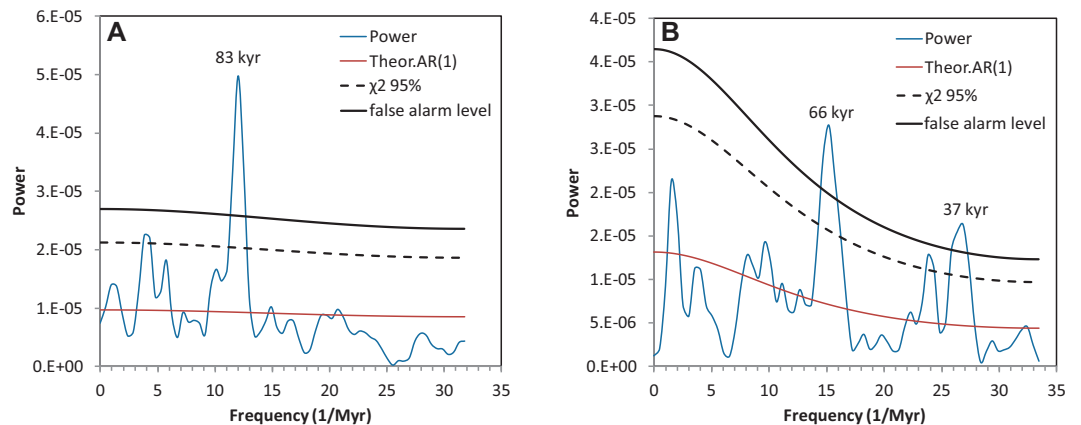 A
Power
Theor.AR(1)
χ2 95%
false alarm level
83 kyr
6.E-05
5.E-05
4.E-05
3.E-05
2.E-05
1.E-05
0.E+00
Power
0 5 10 15 20 25 30 35
Frequency (1/Myr)
B
Power
Theor.AR(1)
χ2 95%
false alarm level
66 kyr
37 kyr
4.E-05
4.E-05
3.E-05
3.E-05
2.E-05
2.E-05
1.E-05
5.E-06
0.E+00
Power
0 5 10 15 20 25 30 35
Frequency (1/Myr)